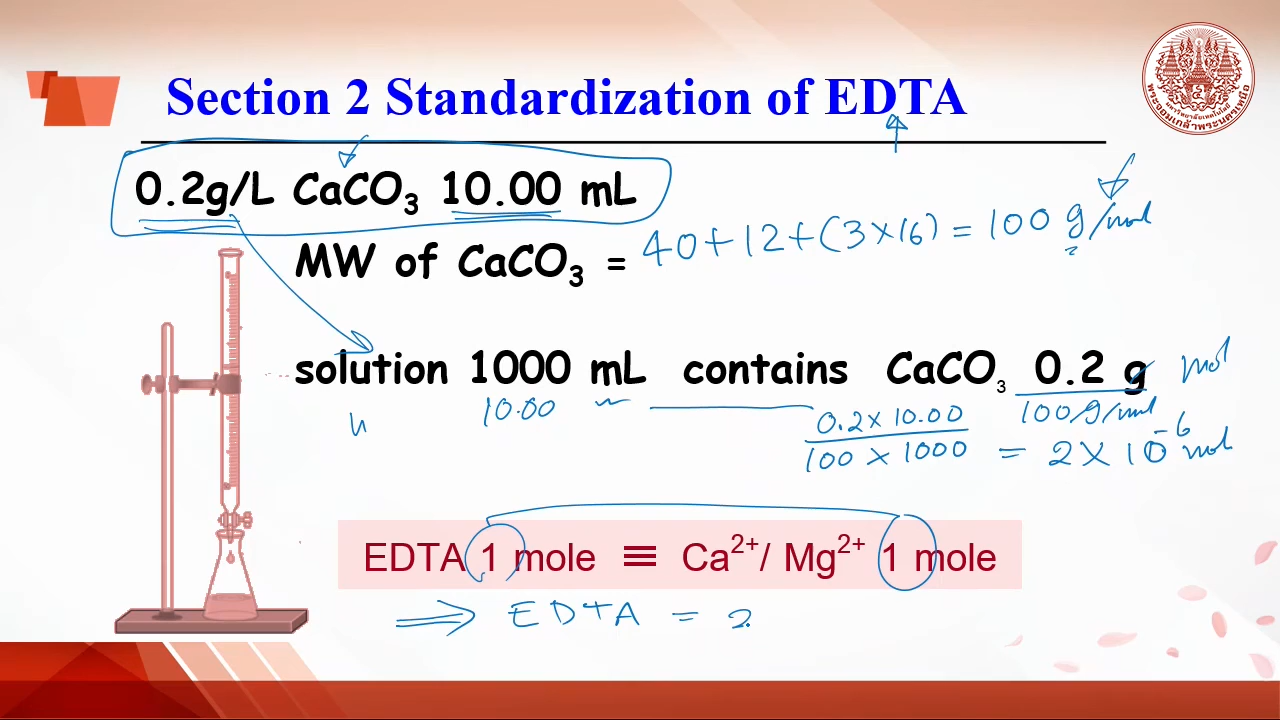 Section 2 Standardization of EDTA
0.2g/L CaCO₃ 10.00 mL
MW of CaCO₃ = 40+12+(3×16) = 100 g/mol
solution 1000 mL contains CaCO₃ 0.2 g mol
10.00
100 g/mol
0.2 × 10.00
100 × 1000 = 2×10⁻⁶ mol
EDTA 1 mole ≡ Ca²⁺/ Mg²⁺ 1 mole
⇒ EDTA = 2